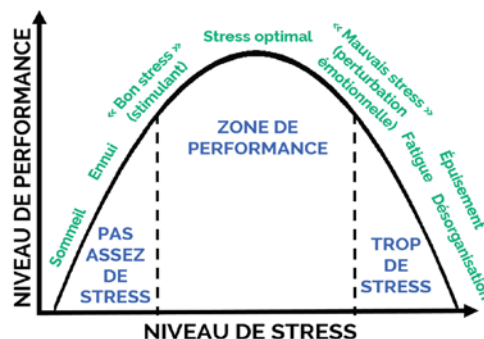 NIVEAU DE PERFORMANCE
Sommeil
Ennui
« Bon stress »
(stimulant)
Stress optimal
« Mauvais stress »
(perturbation
émotionnelle)
Fatigue
Épuisement
Désorganisation
PAS
ASSEZ
DE
STRESS
ZONE DE
PERFORMANCE
TROP
DE
STRESS
NIVEAU DE STRESS